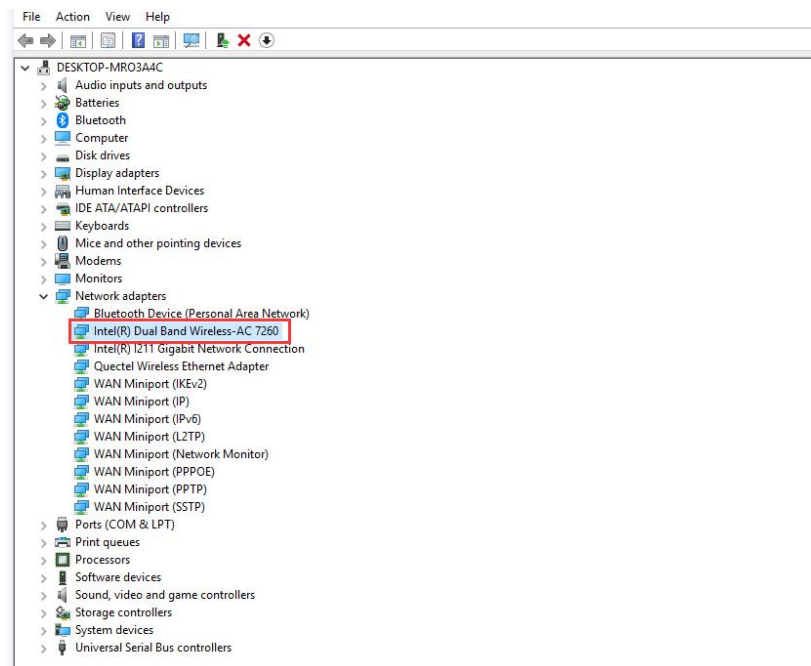 File Action View Help
DESKTOP-MRO3A4C
Audio inputs and outputs
Batteries
Bluetooth
Computer
Disk drives
Display adapters
Human Interface Devices
IDE ATA/ATAPI controllers
Keyboards
Mice and other pointing devices
Modems
Monitors
Network adapters
Bluetooth Device (Personal Area Network)
Intel(R) Dual Band Wireless-AC 7260
Intel(R) I211 Gigabit Network Connection
Quectel Wireless Ethernet Adapter
WAN Miniport (IKEv2)
WAN Miniport (IP)
WAN Miniport (IPv6)
WAN Miniport (L2TP)
WAN Miniport (Network Monitor)
WAN Miniport (PPPOE)
WAN Miniport (PPTP)
WAN Miniport (SSTP)
Ports (COM & LPT)
Print queues
Processors
Software devices
Sound, video and game controllers
Storage controllers
System devices
Universal Serial Bus controllers